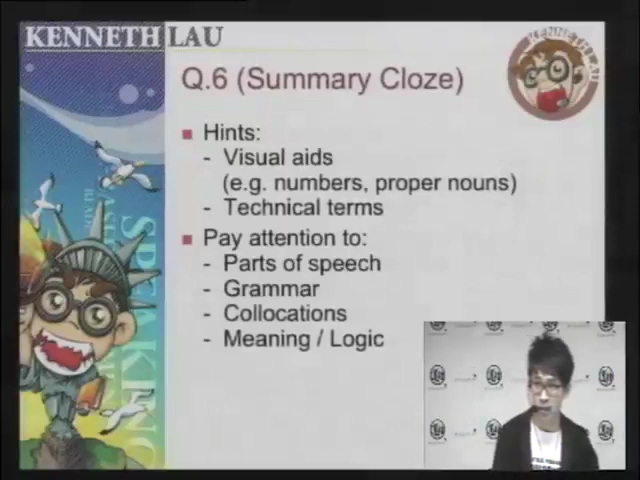 KENNETH LAU
Q.6 (Summary Cloze)
Hints:
- Visual aids
(e.g. numbers, proper nouns)
- Technical terms
Pay attention to:
- Parts of speech
- Grammar
- Collocations
- Meaning / Logic
SPEAKING